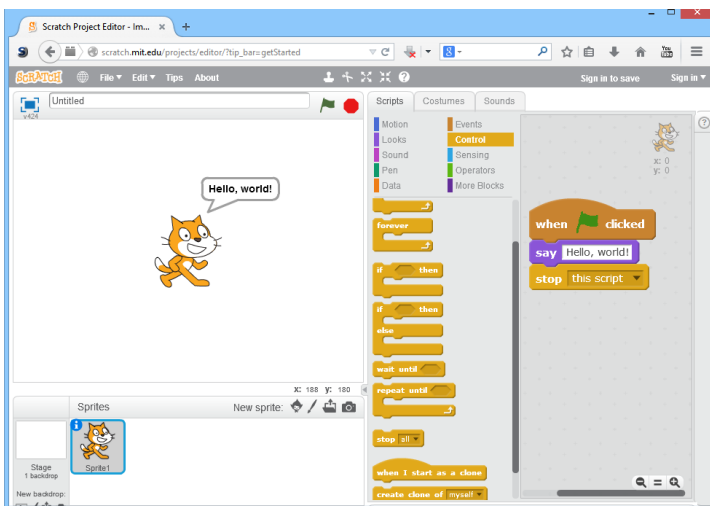 Scratch Project Editor - Im...
scratch.mit.edu/projects/editor/?tip_bar=getStarted
SCRATCH File Edit Tips About Sign in to save Sign in
Untitled
v424
Scripts Costumes Sounds
Motion Events
Looks Control
Sound Sensing
Pen Operators
Data More Blocks
x: 0
y: 0
Hello, world!
forever
if then
if then
else
wait until
repeat until
stop all
when I start as a clone
create clone of myself
when clicked
say Hello, world!
stop this script
X: 188 y: 180
Sprites New sprite:
Sprite1
Stage
1 backdrop
New backdrop: